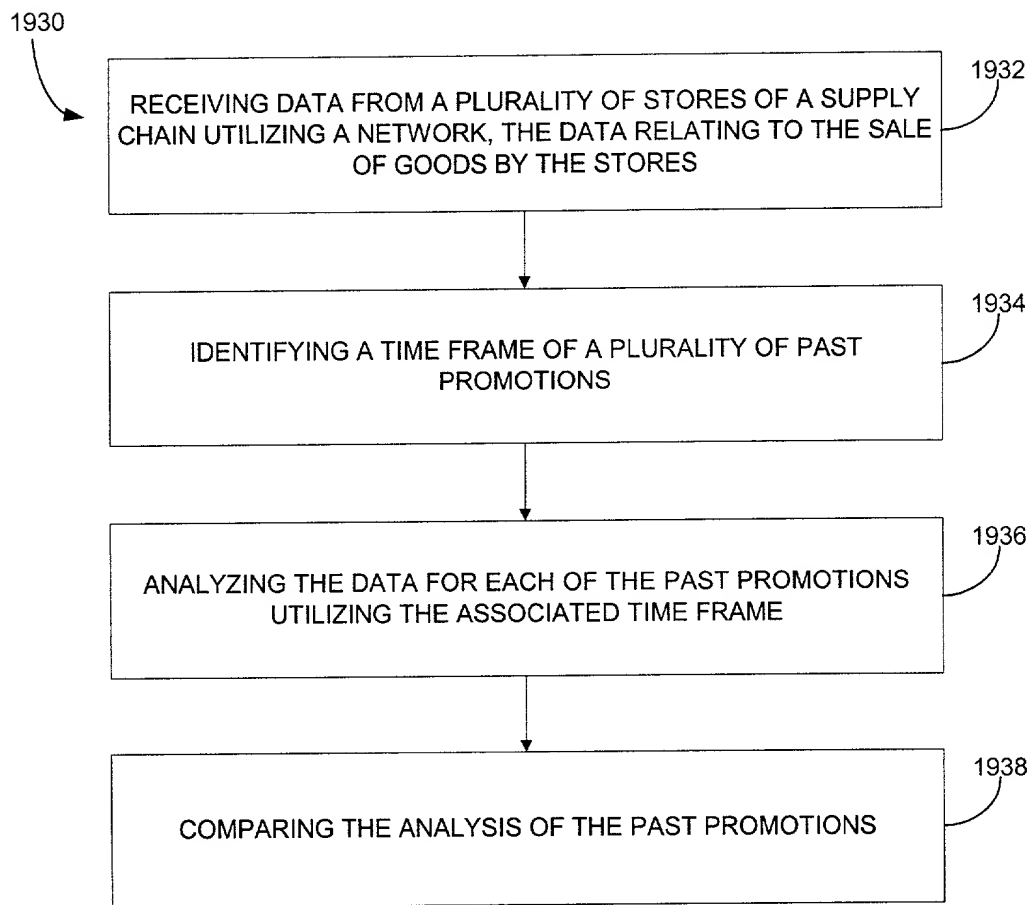 1930
1932
RECEIVING DATA FROM A PLURALITY OF STORES OF A SUPPLY
CHAIN UTILIZING A NETWORK, THE DATA RELATING TO THE SALE
OF GOODS BY THE STORES
1934
IDENTIFYING A TIME FRAME OF A PLURALITY OF PAST
PROMOTIONS
1936
ANALYZING THE DATA FOR EACH OF THE PAST PROMOTIONS
UTILIZING THE ASSOCIATED TIME FRAME
1938
COMPARING THE ANALYSIS OF THE PAST PROMOTIONS